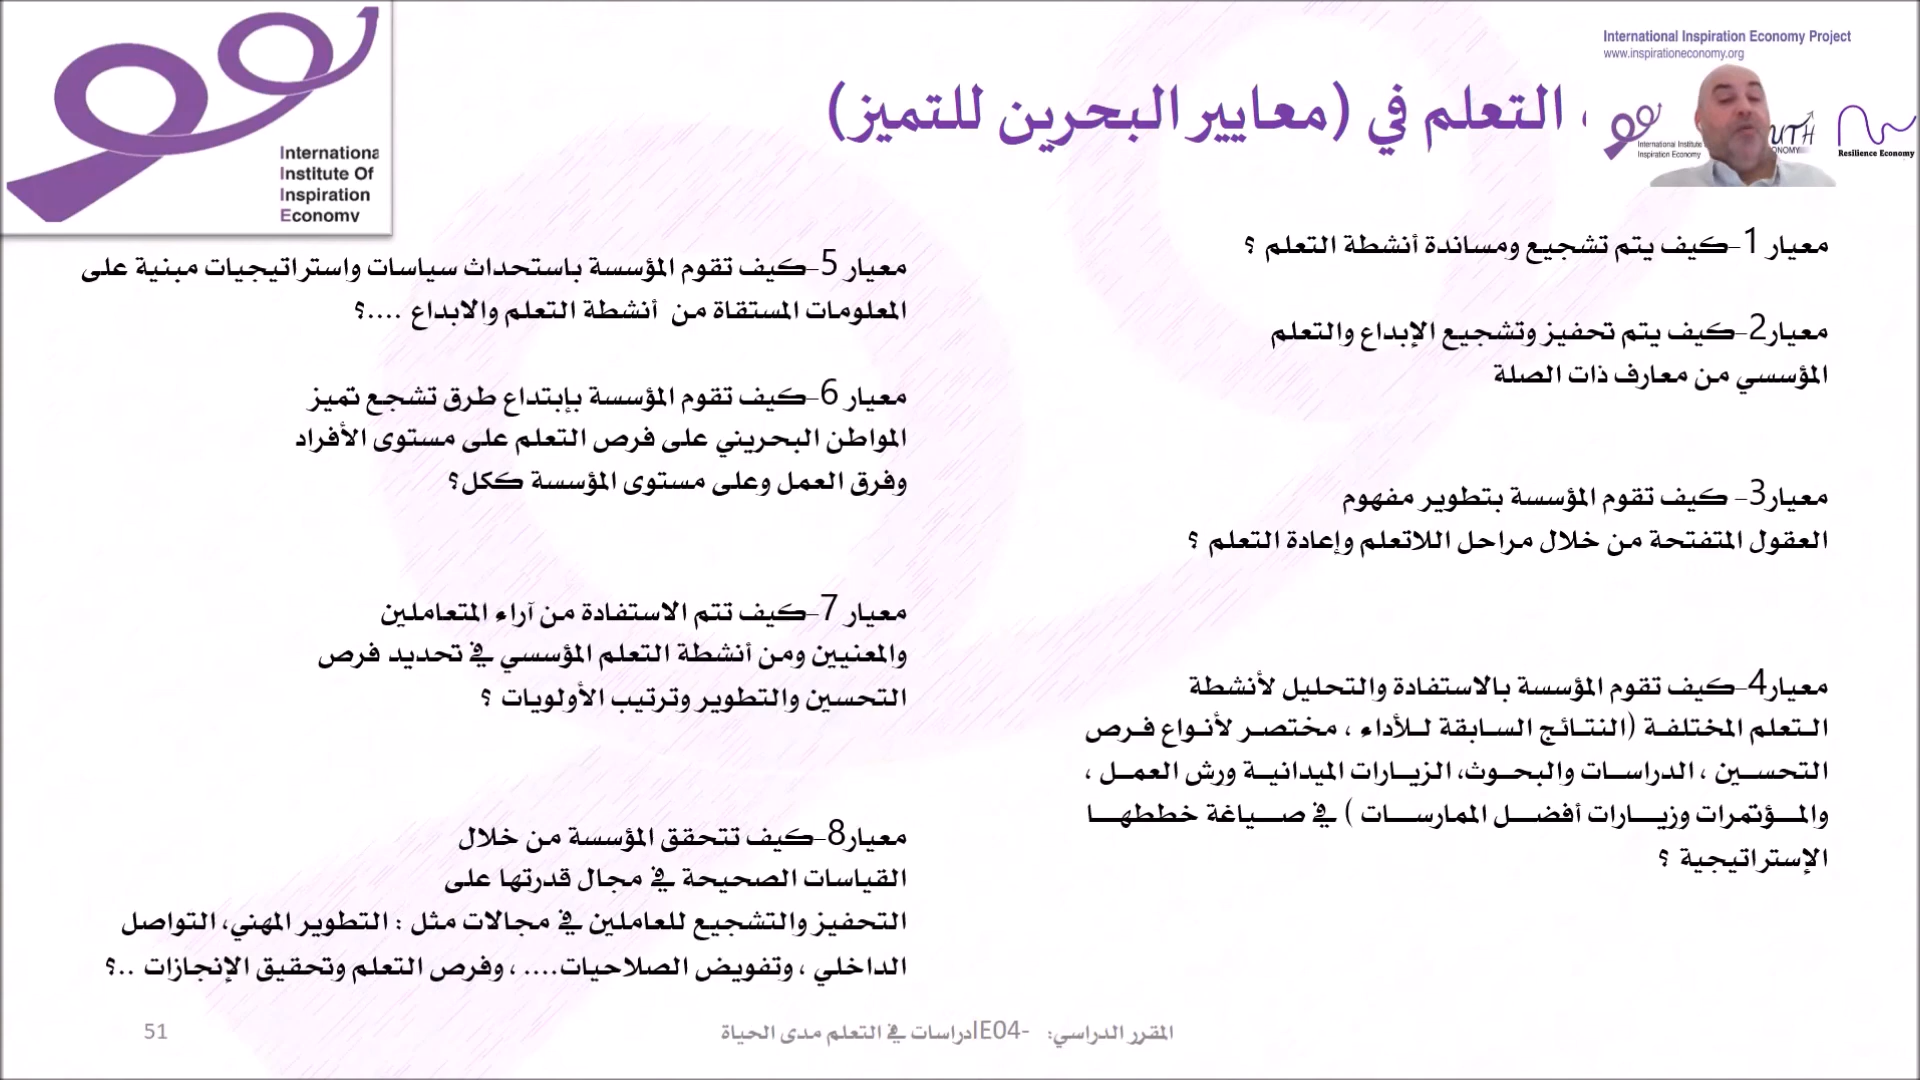 International Inspiration Economy Project
www.inspirationeconomy.org
International
Institute Of
Inspiration
Economy
، التعلم في (معايير البحرين للتميز)
International Institute
Inspiration Economy
UTH
ONOMY
Resilience Economy
معيار 1-كيف يتم تشجيع ومساندة أنشطة التعلم ؟
معيار2-كيف يتم تحفيز وتشجيع الإبداع والتعلم
المؤسسي من معارف ذات الصلة
معيار3- كيف تقوم المؤسسة بتطوير مفهوم
العقول المتفتحة من خلال مراحل اللاتعلم وإعادة التعلم ؟
معيار4-كيف تقوم المؤسسة بالاستفادة والتحليل لأنشطة
التعلم المختلفة (النتائج السابقة للأداء ، مختصر لأنواع فرص
التحسين ، الدراسات والبحوث، الزيارات الميدانية ورش العمل ،
والمؤتمرات وزيارات أفضل الممارسات ) في صياغة خططها
الإستراتيجية ؟
معيار 5-كيف تقوم المؤسسة باستحداث سياسات واستراتيجيات مبنية على
المعلومات المستقاة من أنشطة التعلم والابداع ....؟
معيار 6-كيف تقوم المؤسسة بإبتداع طرق تشجع تميز
المواطن البحريني على فرص التعلم على مستوى الأفراد
وفرق العمل وعلى مستوى المؤسسة ككل؟
معيار 7-كيف تتم الاستفادة من آراء المتعاملين
والمعنيين ومن أنشطة التعلم المؤسسي في تحديد فرص
التحسين والتطوير وترتيب الأولويات ؟
معيار8-كيف تتحقق المؤسسة من خلال
القياسات الصحيحة في مجال قدرتها على
التحفيز والتشجيع للعاملين في مجالات مثل : التطوير المهني، التواصل
الداخلي ، وتفويض الصلاحيات.... ، وفرص التعلم وتحقيق الإنجازات ..؟
المقرر الدراسي: -IE04دراسات في التعلم مدى الحياة
51